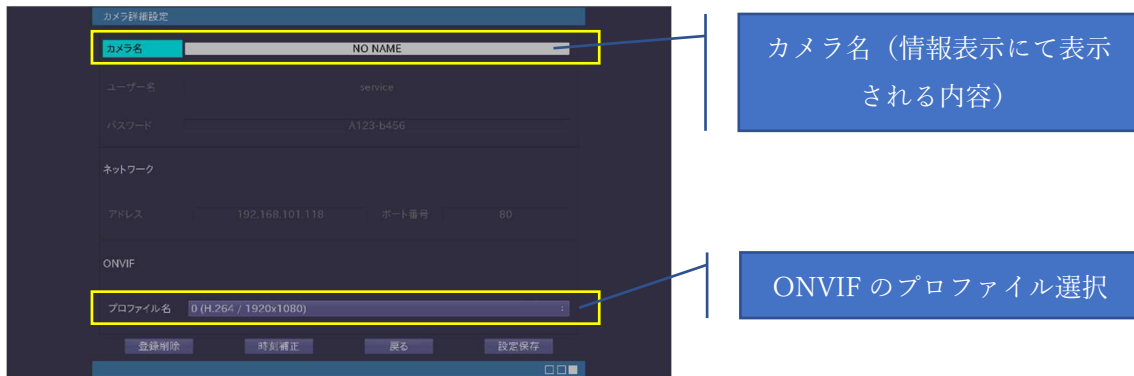 カメラ詳細設定
カメラ名 NO NAME
ユーザー名 service
パスワード A123-b456
ネットワーク
アドレス 192.168.101.118 ポート番号 80
ONVIF
プロファイル名 0 (H.264 / 1920x1080)
登録削除 時刻補正 戻る 設定保存
カメラ名（情報表示にて表示
される内容）
ONVIF のプロファイル選択